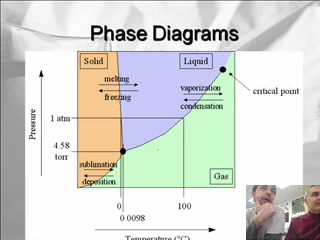 Phase Diagrams
Solid
Liquid
melting
freezing
vaporization
condensation
critical point
Pressure
1 atm
4.58
torr
sublimation
deposition
Gas
0
100
0.0098
Temperature (°C)